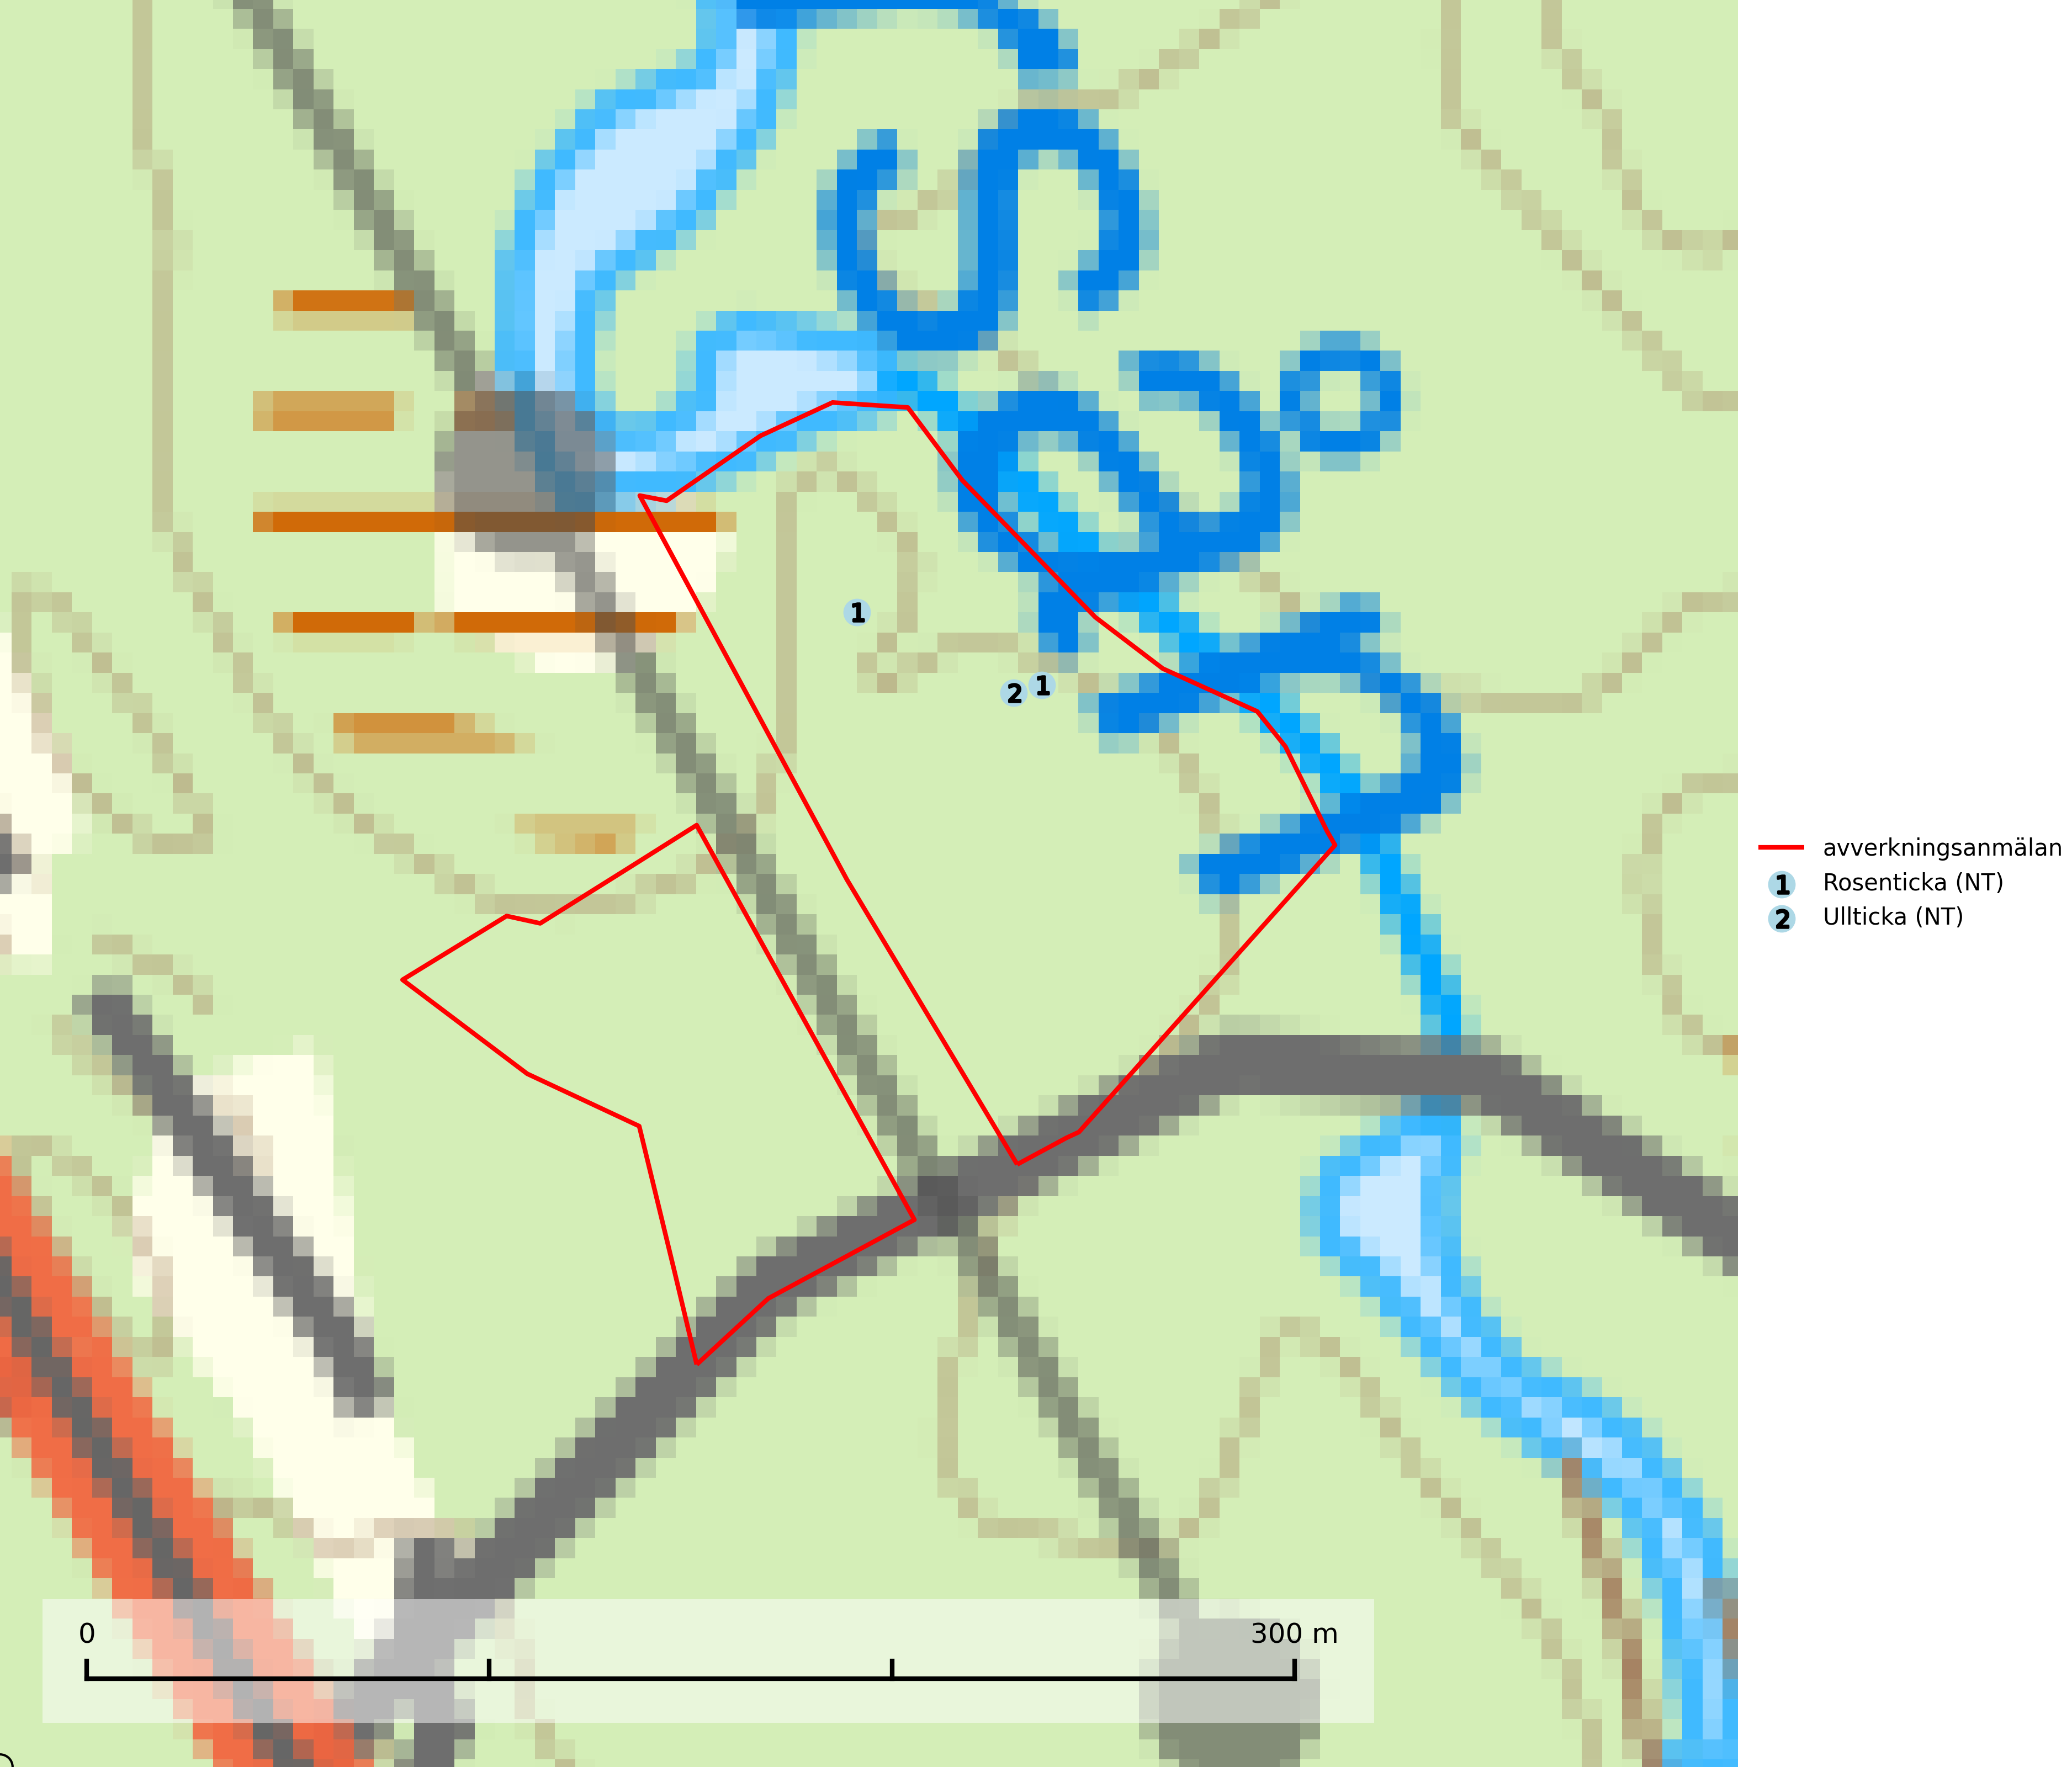 1
2 1
avverkningsanmälan
1 Rosenticka (NT)
2 Ullticka (NT)
0 300 m